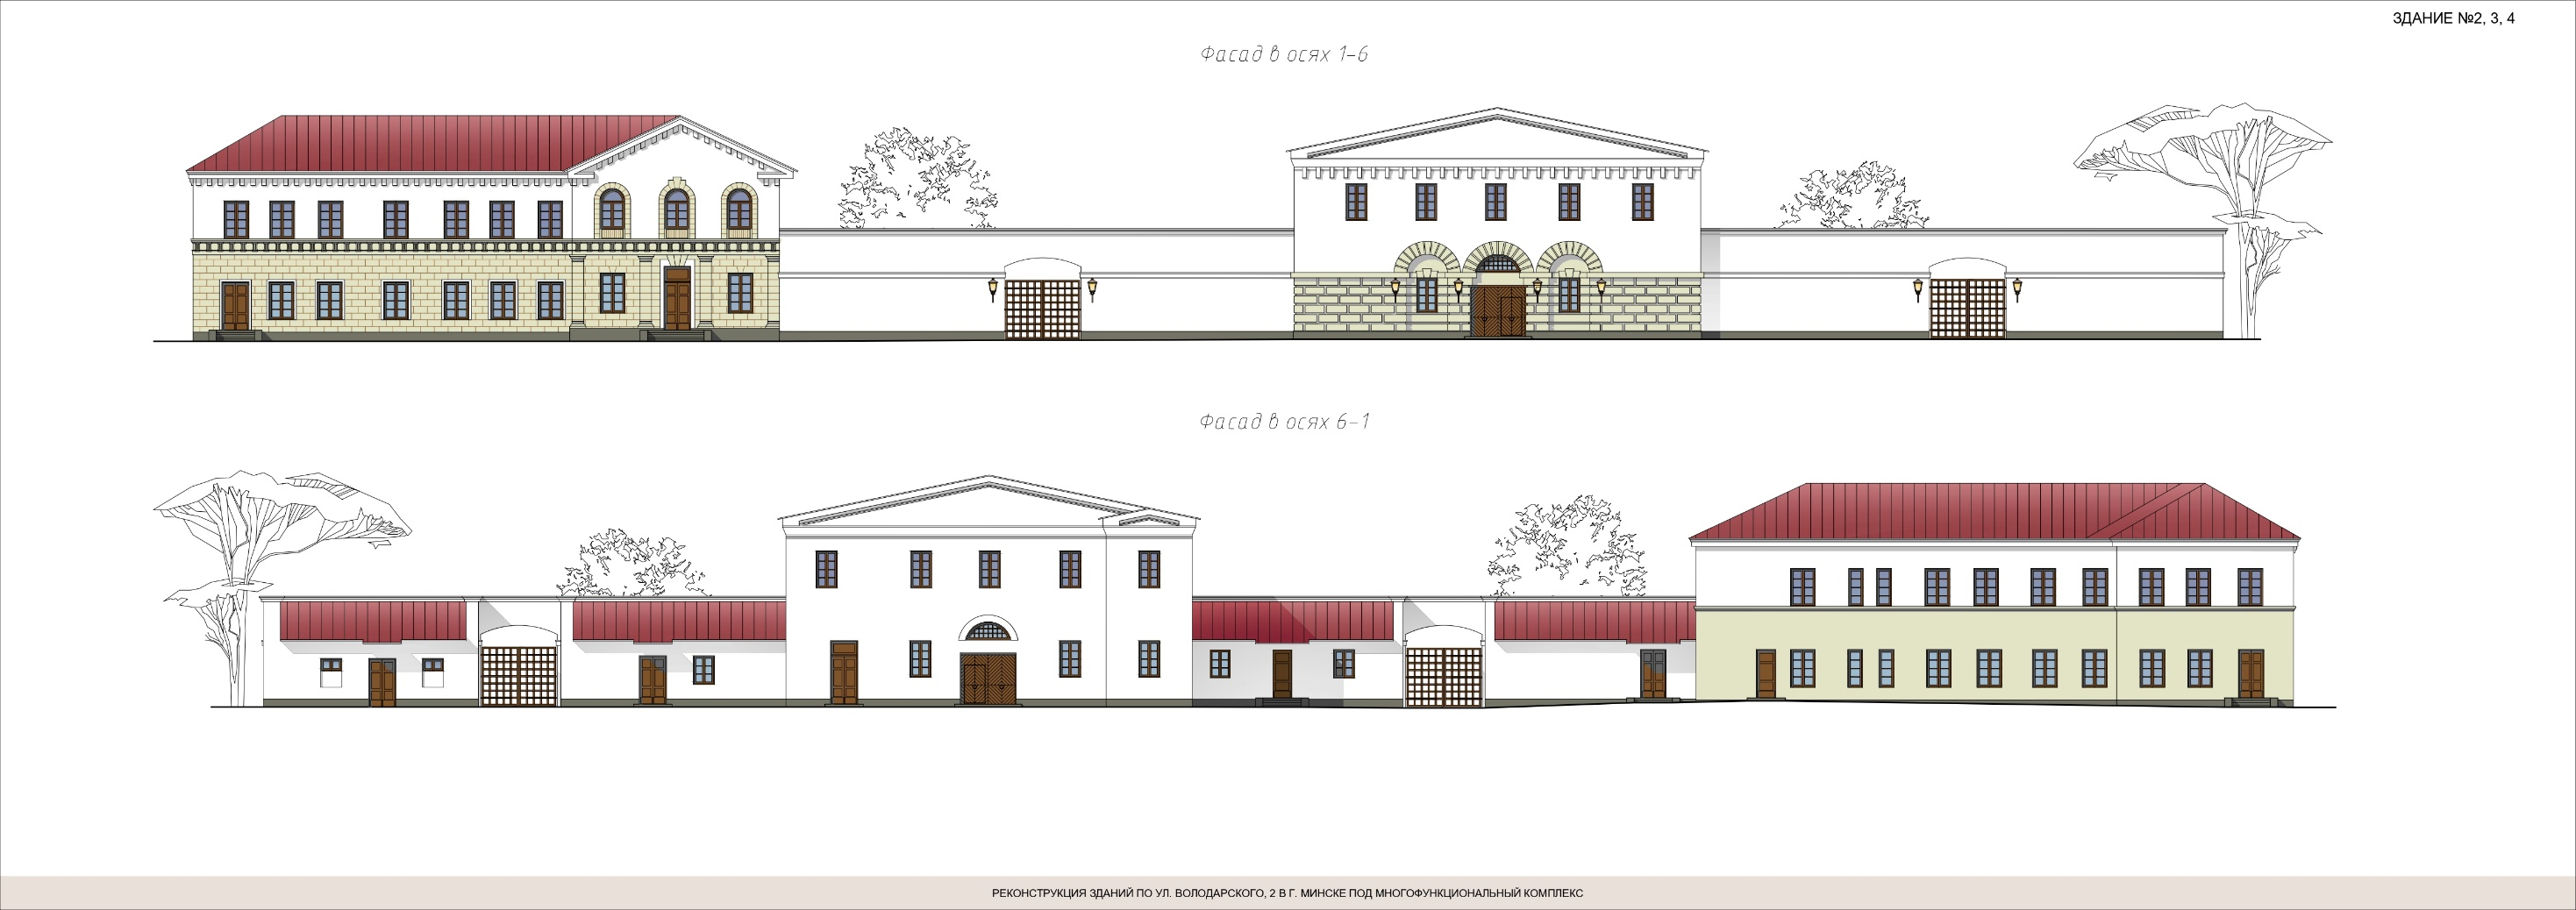 ЗДАНИЕ №2, 3, 4
Фасад в осях 1-6
Фасад в осях 6-1
РЕКОНСТРУКЦИЯ ЗДАНИЙ ПО УЛ. ВОЛОДАРСКОГО, 2 В Г. МИНСКЕ ПОД МНОГОФУНКЦИОНАЛЬНЫЙ КОМПЛЕКС